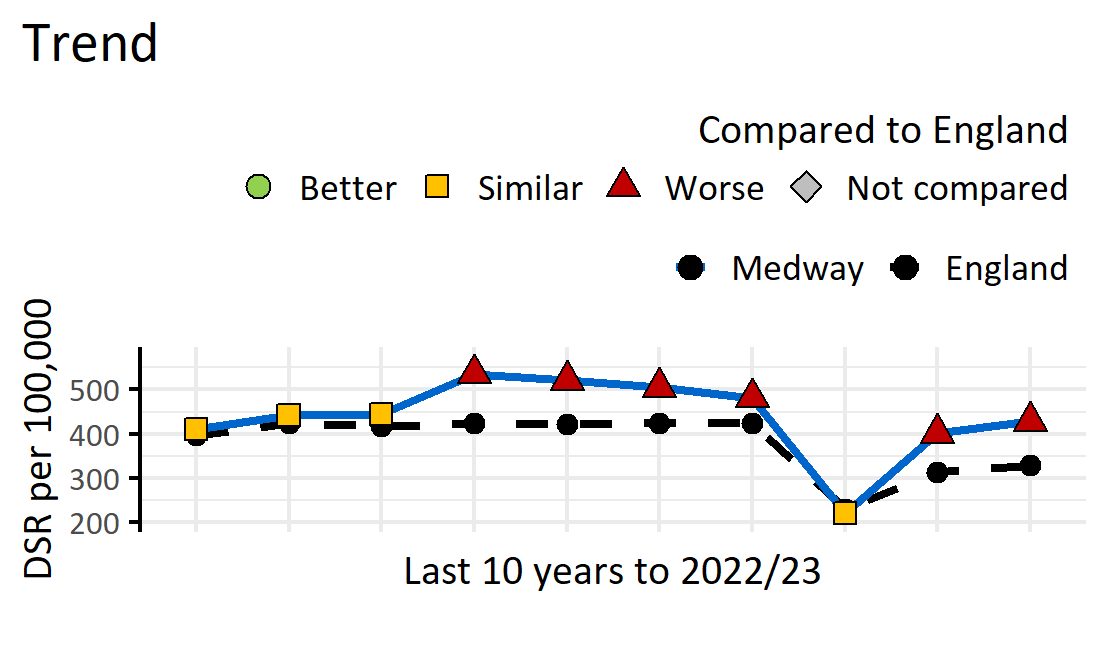 Trend
Compared to England
Better Similar Worse Not compared
Medway England
DSR per 100,000
500
400
300
200
Last 10 years to 2022/23